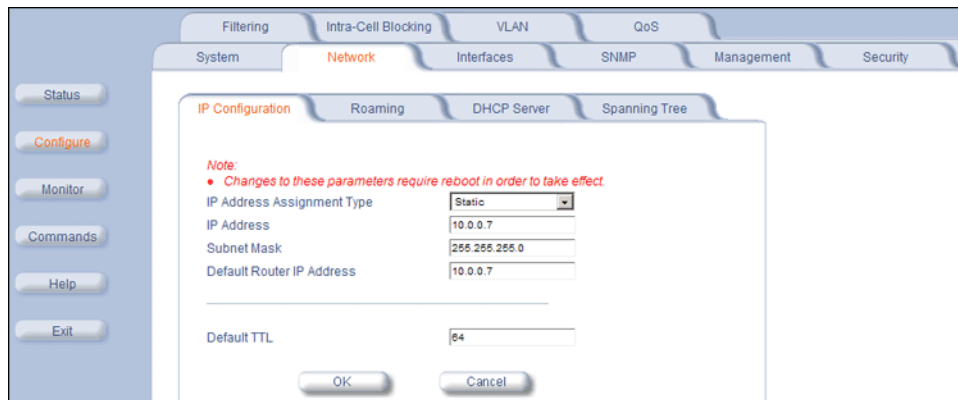 Filtering Intra-Cell Blocking VLAN QoS
System Network Interfaces SNMP Management Security
Status
Configure
Monitor
Commands
Help
Exit
IP Configuration Roaming DHCP Server Spanning Tree
Note:
• Changes to these parameters require reboot in order to take effect.
IP Address Assignment Type Static
IP Address 10.0.0.7
Subnet Mask 255.255.255.0
Default Router IP Address 10.0.0.7
Default TTL 64
OK Cancel